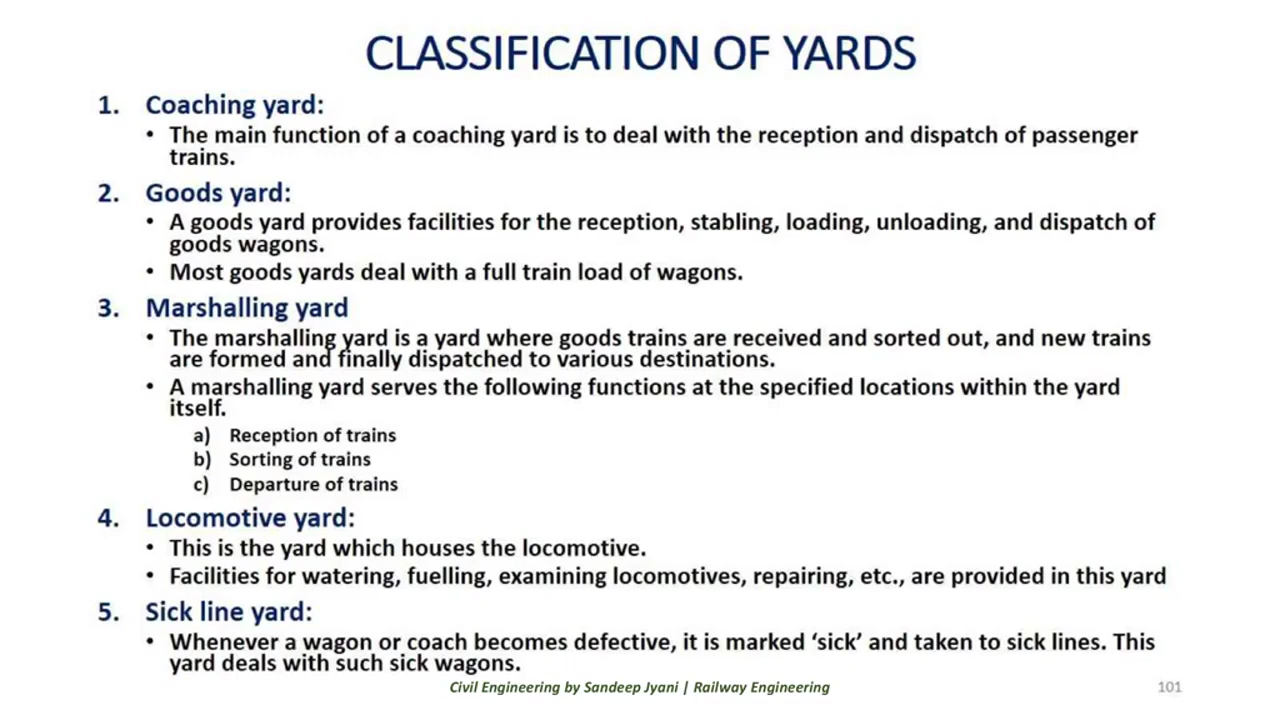 CLASSIFICATION OF YARDS
1. Coaching yard:
• The main function of a coaching yard is to deal with the reception and dispatch of passenger
trains.
2. Goods yard:
• A goods yard provides facilities for the reception, stabling, loading, unloading, and dispatch of
goods wagons.
• Most goods yards deal with a full train load of wagons.
3. Marshalling yard
• The marshalling yard is a yard where goods trains are received and sorted out, and new trains
are formed and finally dispatched to various destinations.
• A marshalling yard serves the following functions at the specified locations within the yard
itself.
a) Reception of trains
b) Sorting of trains
c) Departure of trains
4. Locomotive yard:
• This is the yard which houses the locomotive.
• Facilities for watering, fuelling, examining locomotives, repairing, etc., are provided in this yard
5. Sick line yard:
• Whenever a wagon or coach becomes defective, it is marked ‘sick’ and taken to sick lines. This
yard deals with such sick wagons.
Civil Engineering by Sandeep Jyani | Railway Engineering
101